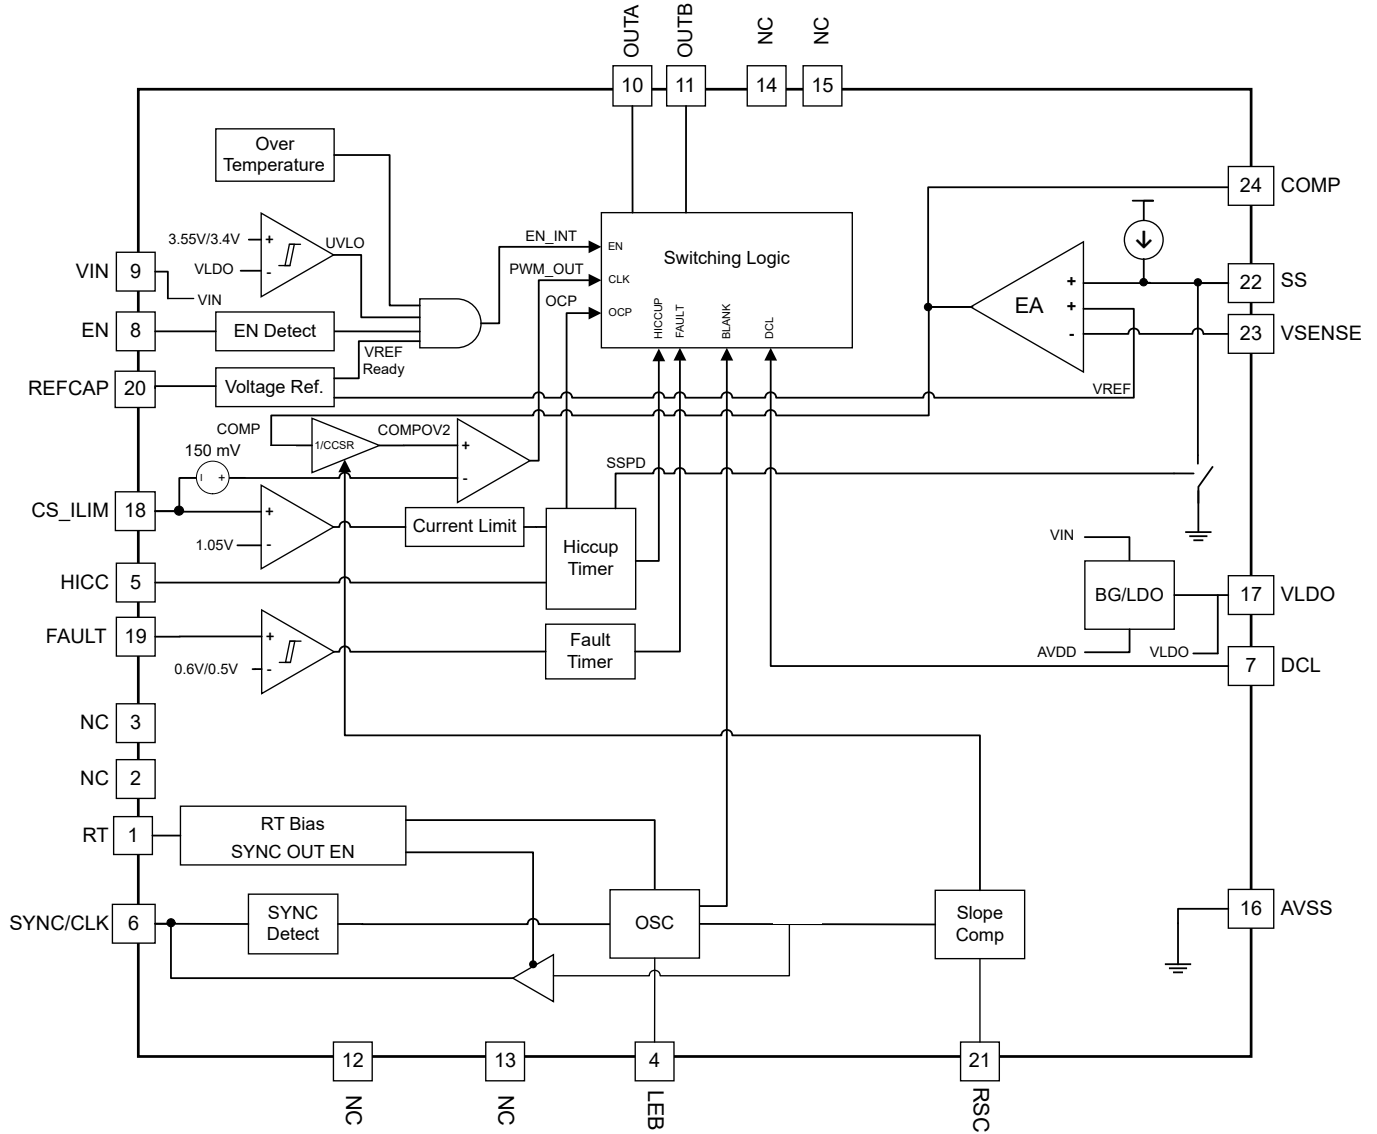 OUTA
OUTB
NC
NC
10
11
14
15
Over
Temperature
24
COMP
3.55V/3.4V
+
UVLO
VLDO
-
EN_INT
EN
Switching Logic
VIN
9
VIN
PWM_OUT
CLK
OCP
OCP
HICCUP
FAULT
BLANK
DCL
EA
+
+
-
22
SS
23
VSENSE
EN
8
EN Detect
VREF
Ready
REFCAP
20
Voltage Ref.
VREF
COMP
1/CCSR
COMPOV2
+
-
150 mV
I
+
SSPD
CS_ILIM
18
+
1.05V
-
Current Limit
Hiccup
Timer
VIN
BG/LDO
17
VLDO
AVDD
VLDO
HICC
5
FAULT
19
+
0.6V/0.5V
-
Fault
Timer
7
DCL
NC
3
NC
2
RT
1
RT Bias
SYNC OUT EN
SYNC/CLK
6
SYNC
Detect
OSC
Slope
Comp
16
AVSS
12
13
4
21
NC
NC
LEB
RSC